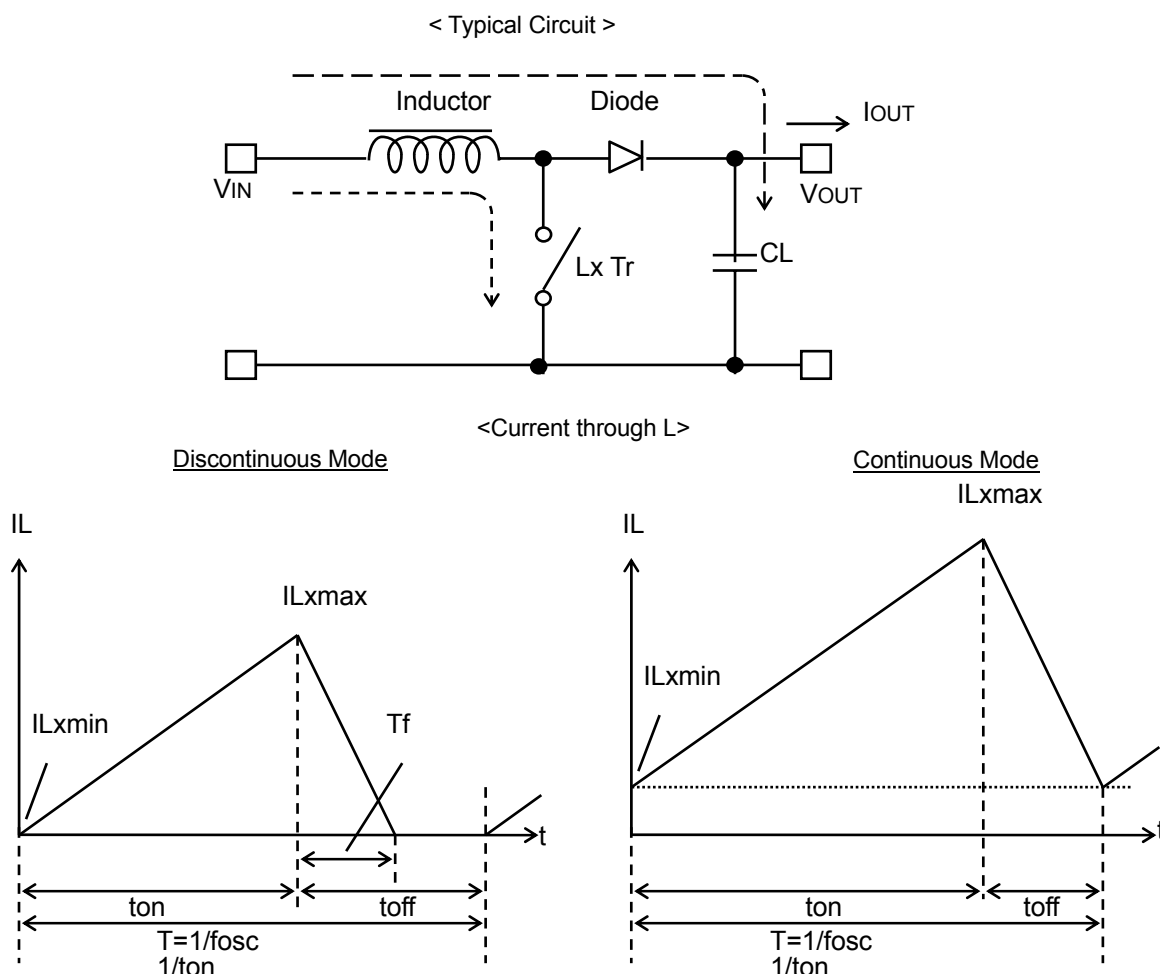 < Typical Circuit >
Inductor
Diode
IOUT
VIN
VOUT
Lx Tr
CL
<Current through L>
Discontinuous Mode
Continuous Mode
ILxmax
IL
IL
ILxmax
ILxmin
ILxmin
Tf
t
t
ton
toff
ton
toff
T=1/fosc
1/ton
T=1/fosc
1/ton